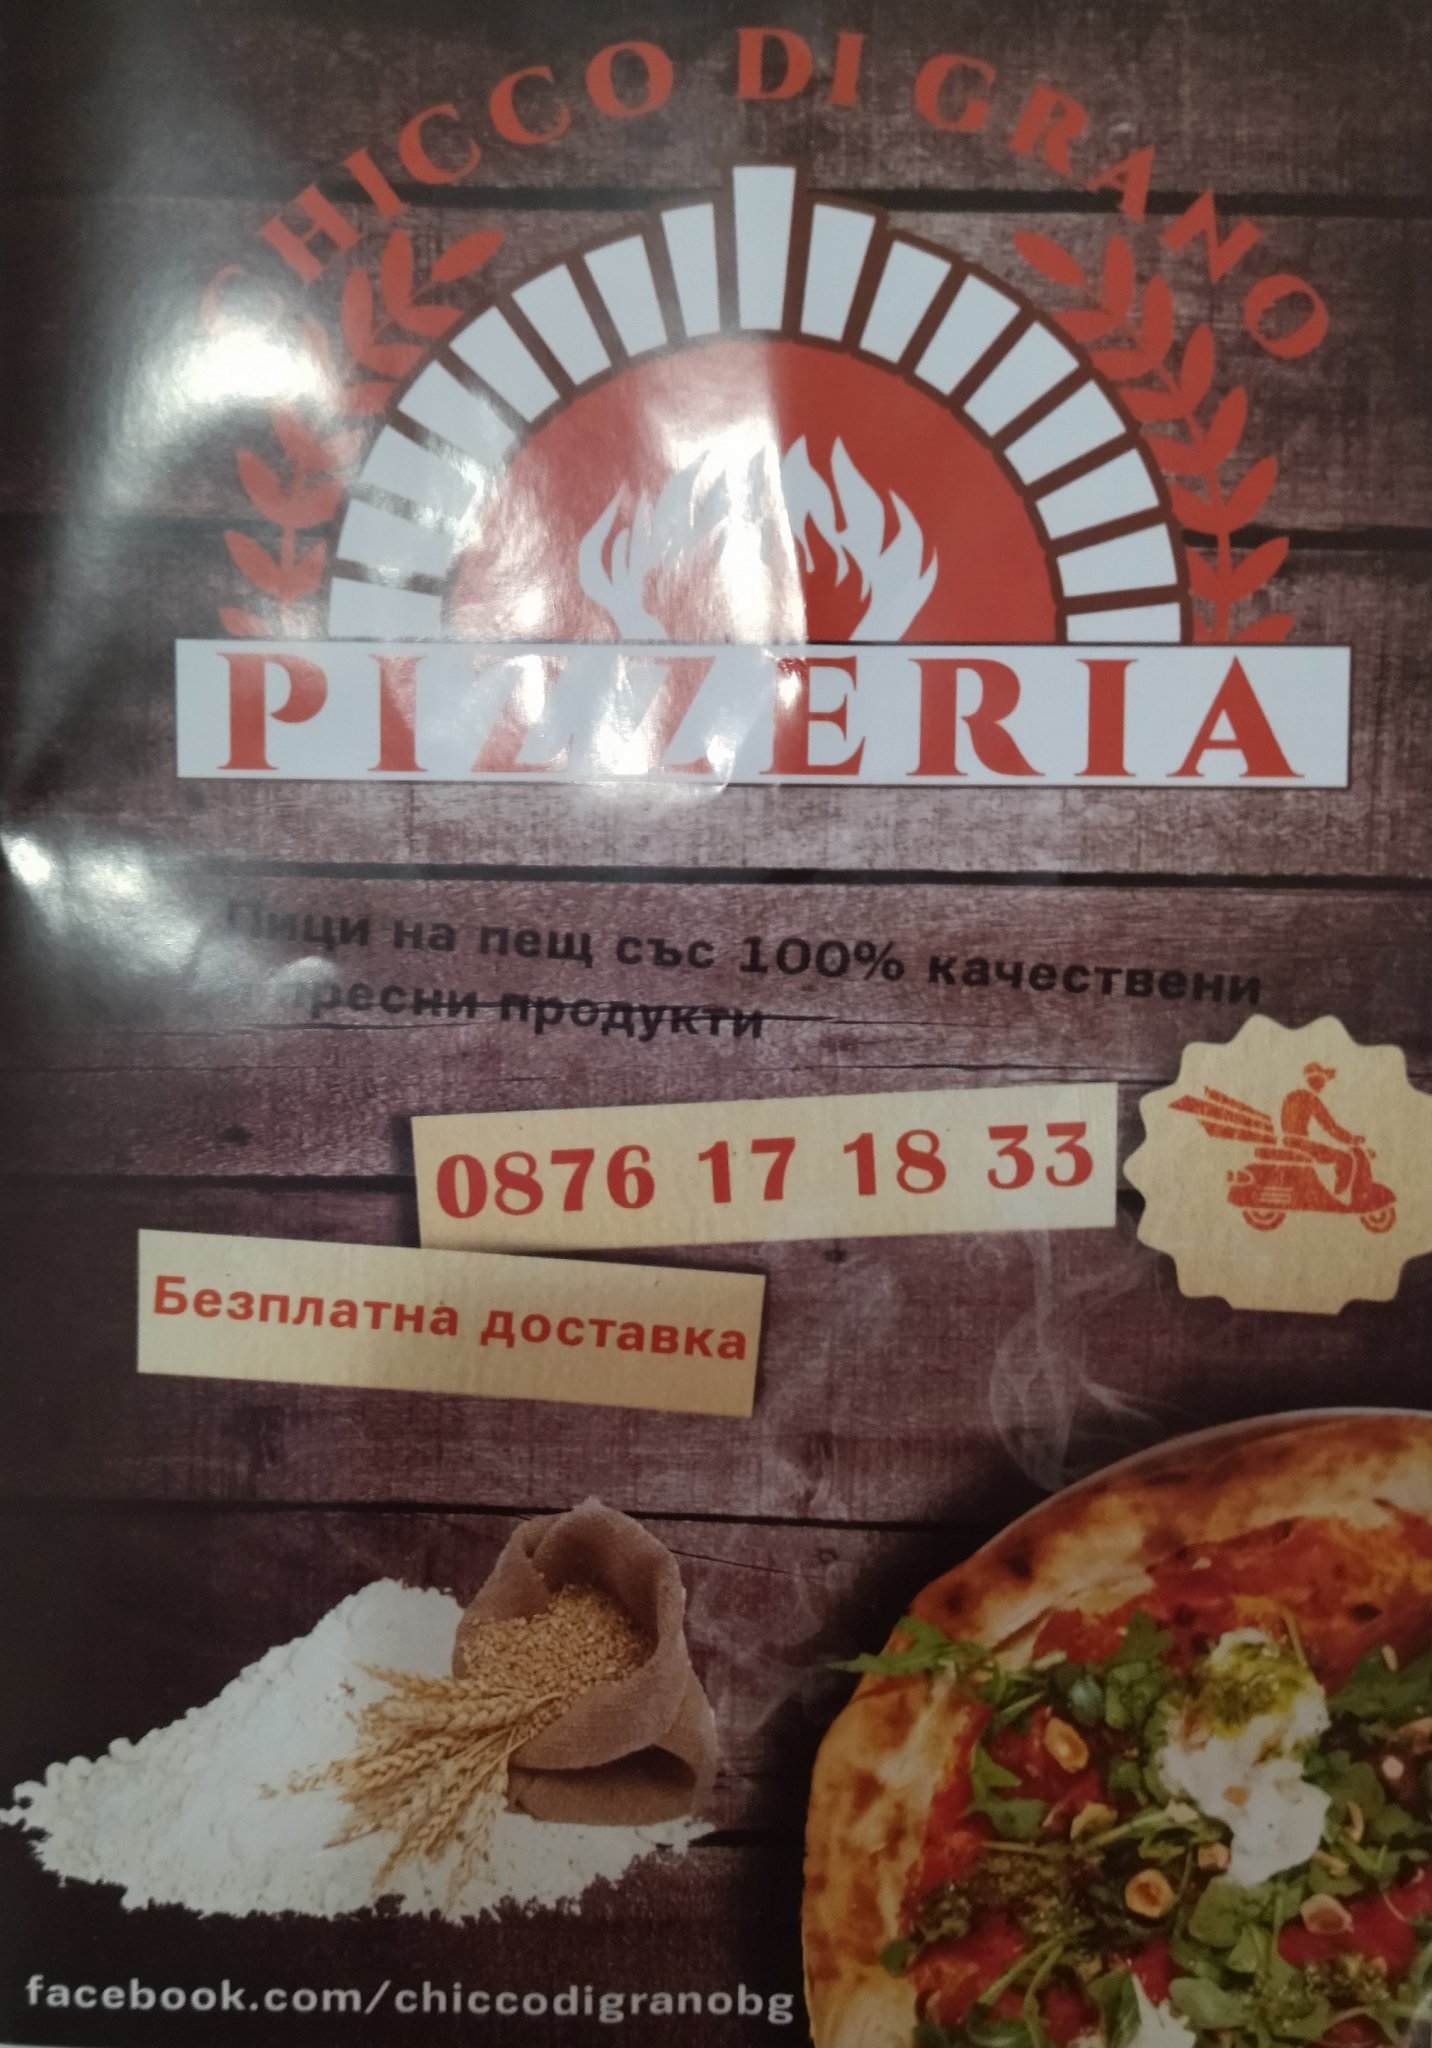 CHICCO DI GRANO
PIZZERIA
Пици на пещ със 100% качествени
пресни продукти
0876 17 18 33
Безплатна доставка
facebook.com/chiccodigranobg